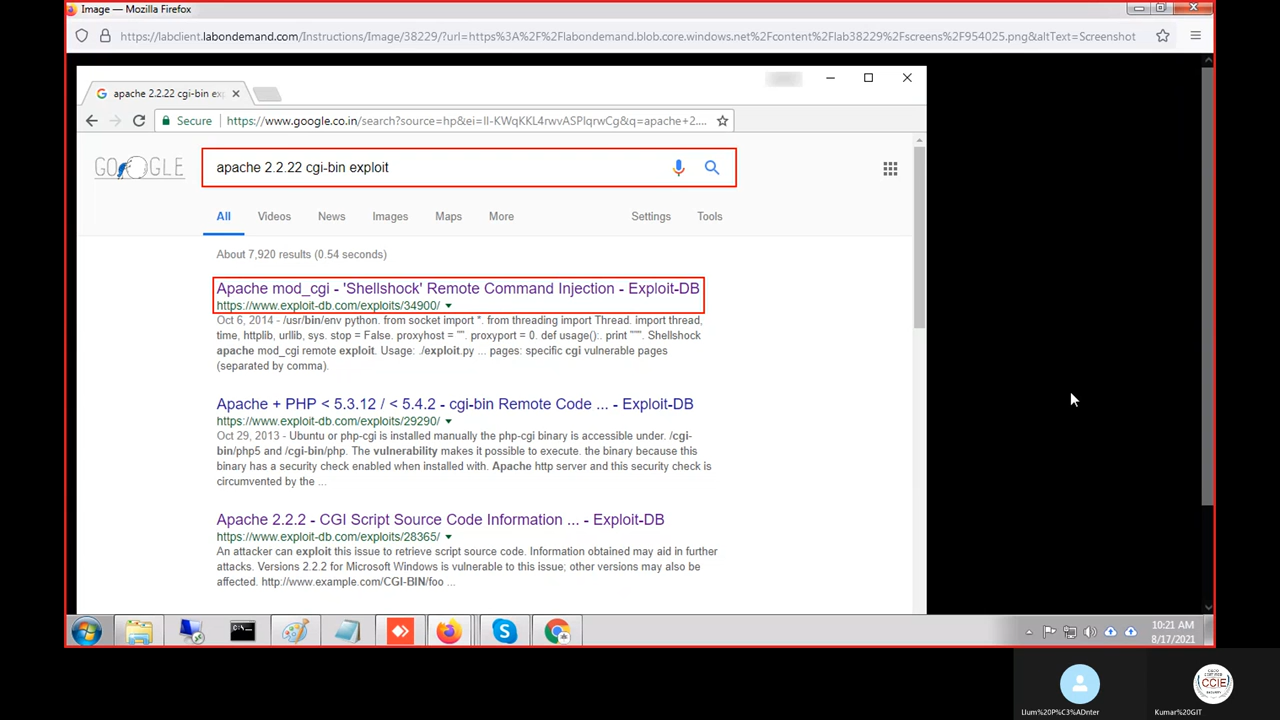 Image — Mozilla Firefox
https://labclient.labondemand.com/Instructions/Image/38229/?url=https%3A%2F%2Flabondemand.blob.core.windows.net%2Fcontent%2Flab38229%2Fscreens%2F954025.png&altText=Screenshot
apache 2.2.22 cgi-bin ex
Secure
https://www.google.co.in/search?source=hp&ei=II-KWqKKL4rwvASPIqrwCg&q=apache+2....
GOOGLE
apache 2.2.22 cgi-bin exploit
All Videos News Images Maps More Settings Tools
About 7,920 results (0.54 seconds)
Apache mod_cgi - 'Shellshock' Remote Command Injection - Exploit-DB
https://www.exploit-db.com/exploits/34900/
Oct 6, 2014 - /usr/bin/env python. from socket import *. from threading import Thread. import thread,
time, httplib, urllib, sys. stop = False. proxyhost = "". proxyport = 0. def usage():. print """. Shellshock
apache mod_cgi remote exploit. Usage: ./exploit.py ... pages: specific cgi vulnerable pages
(separated by comma).
Apache + PHP < 5.3.12 / < 5.4.2 - cgi-bin Remote Code ... - Exploit-DB
https://www.exploit-db.com/exploits/29290/
Oct 29, 2013 - Ubuntu or php-cgi is installed manually the php-cgi binary is accessible under. /cgi-
bin/php5 and /cgi-bin/php. The vulnerability makes it possible to execute. the binary because this
binary has a security check enabled when installed with. Apache http server and this security check is
circumvented by the ...
Apache 2.2.2 - CGI Script Source Code Information ... - Exploit-DB
https://www.exploit-db.com/exploits/28365/
An attacker can exploit this issue to retrieve script source code. Information obtained may aid in further
attacks. Versions 2.2.2 for Microsoft Windows is vulnerable to this issue; other versions may also be
affected. http://www.example.com/CGI-BIN/foo ...
10:21 AM
8/17/2021
CISCO
CERTIFIED
CCIE
SECURITY
Llum%20P%C3%ADnter
Kumar%20GIT